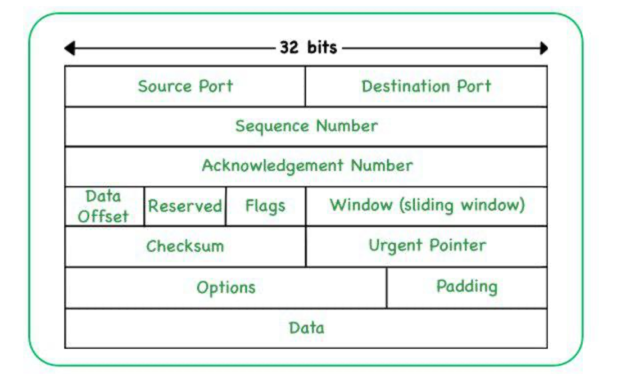 32 bits
Source Port
Destination Port
Sequence Number
Acknowledgement Number
Data
Offset
Reserved
Flags
Window (sliding window)
Checksum
Urgent Pointer
Options
Padding
Data